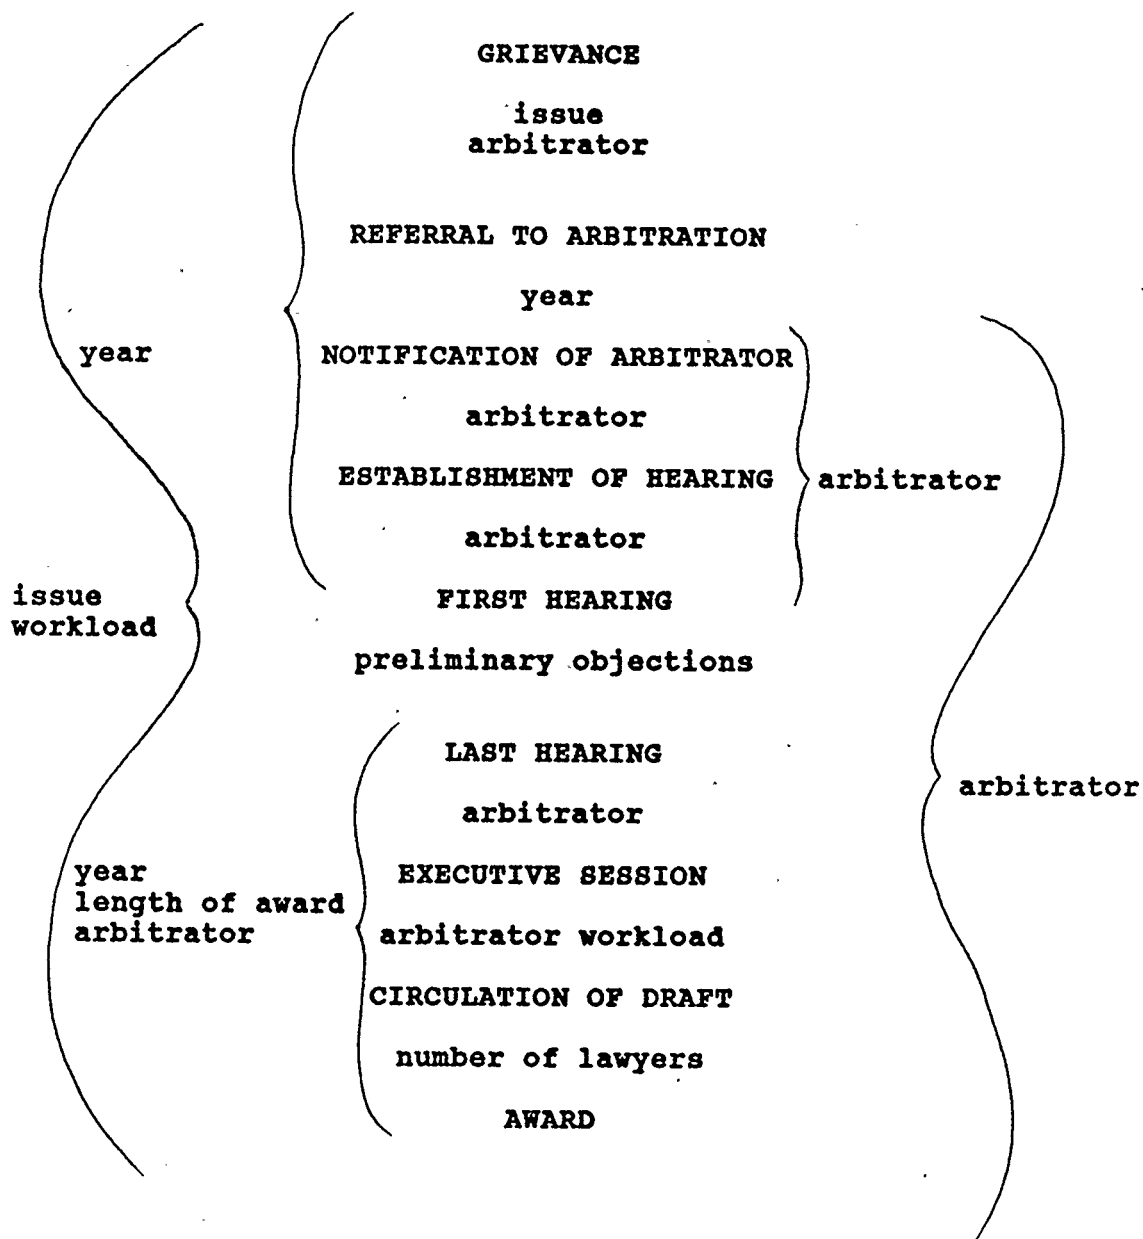 GRIEVANCE
issue
arbitrator
REFERRAL TO ARBITRATION
year
year
NOTIFICATION OF ARBITRATOR
arbitrator
ESTABLISHMENT OF HEARING
arbitrator
arbitrator
issue
workload
FIRST HEARING
preliminary objections
LAST HEARING
arbitrator
arbitrator
year
length of award
arbitrator
EXECUTIVE SESSION
arbitrator workload
CIRCULATION OF DRAFT
number of lawyers
AWARD